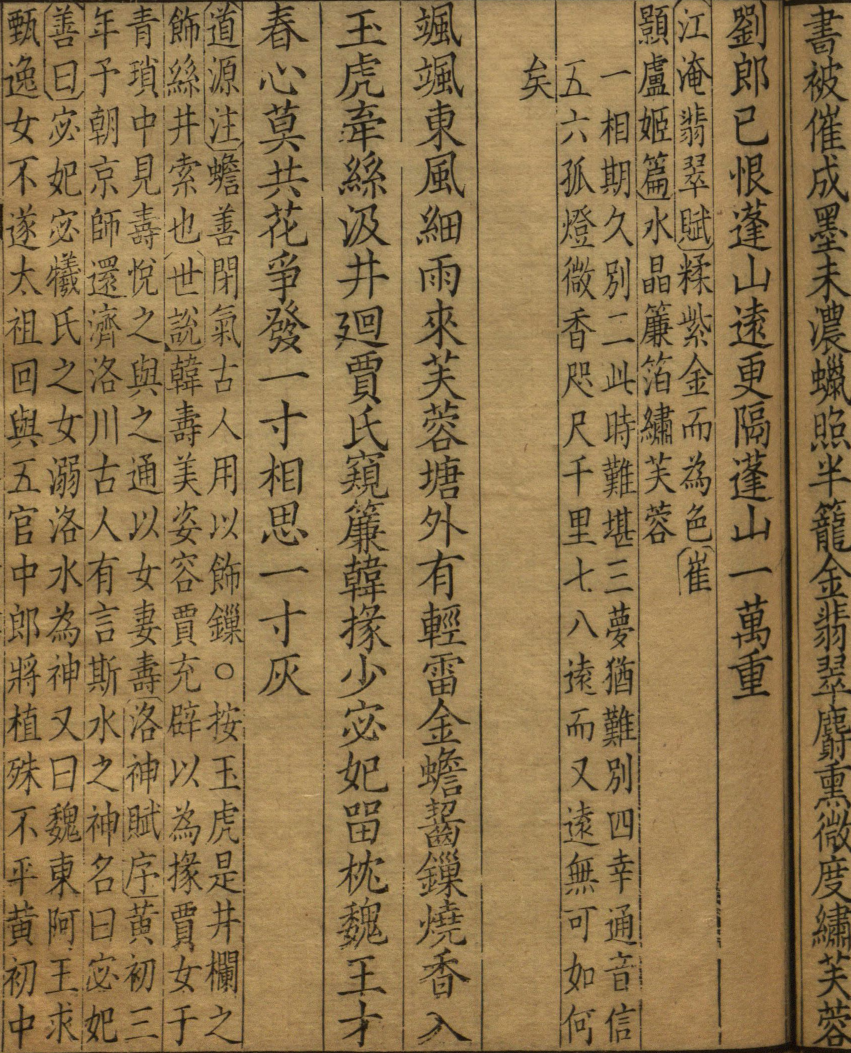 書被催成墨未濃蠟照半籠金翡翠麝熏微度繡芙蓉
劉郎已恨蓬山遠更隔蓬山一萬重
江淹翡翠賦糅紫金而為色崔
顥盧姬篇水晶簾箔繡芙蓉
一相期久別二此時難堪三夢猶難別四幸通音信
五六孤燈微香咫尺千里七八遠而又遠無可如何
矣
颯颯東風細雨來芙蓉塘外有輕雷金蟾齧鏁燒香入
玉虎牽絲汲井廻賈氏窺簾韓掾少宓妃畱枕魏王才
春心莫共花爭發一寸相思一寸灰
道源注蟾善閉氣古人用以飾鏁○按玉虎是井欄之
飾絲井索也世說韓壽美姿容賈充辟以為掾賈女于
青瑣中見壽悅之與之通以女妻壽洛神賦序黃初三
年予朝京師還濟洛川古人有言斯水之神名曰宓妃
善曰宓妃宓犧氏之女溺洛水為神又曰魏東阿王求
甄逸女不遂太祖回與五官中郎將植殊不平黃初中